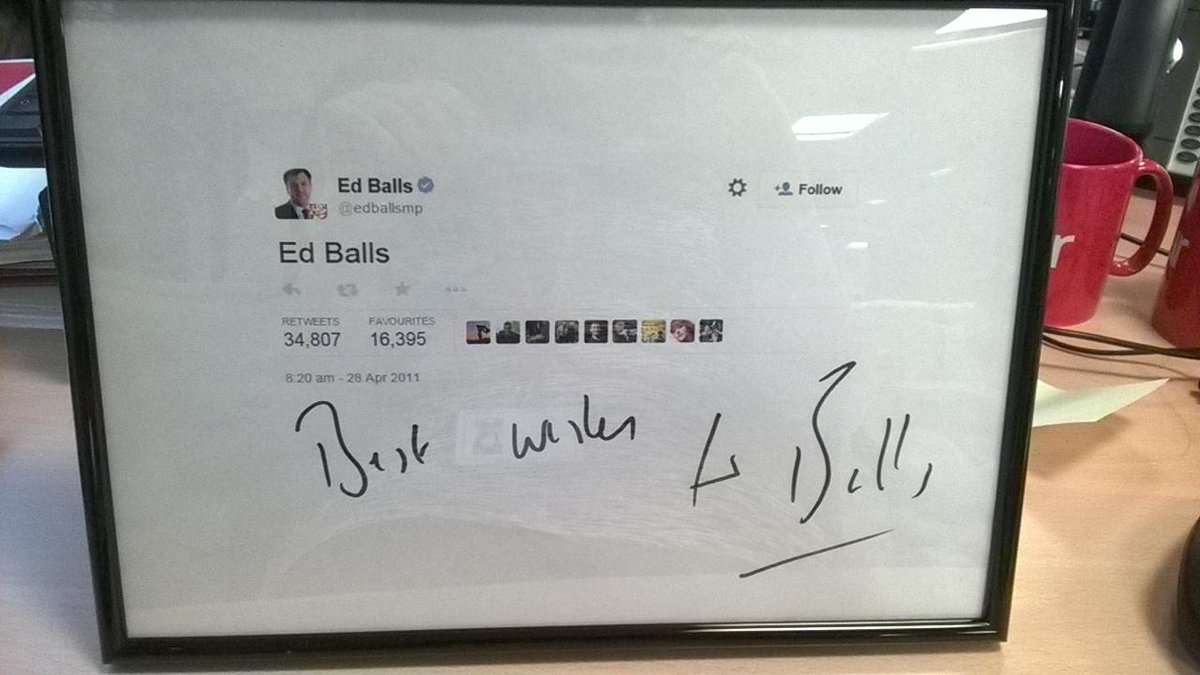 Ed Balls
@edballsmp
Follow
Ed Balls
RETWEETS FAVOURITES
34,807 16,395
8:20 am - 28 Apr 2011
Best wishes Ed Balls
r